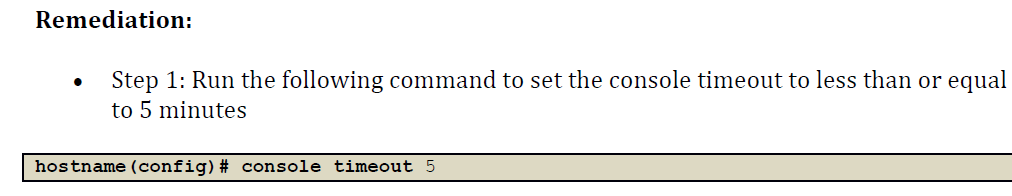 Remediation:
• Step 1: Run the following command to set the console timeout to less than or equal
to 5 minutes
hostname(config)# console timeout 5